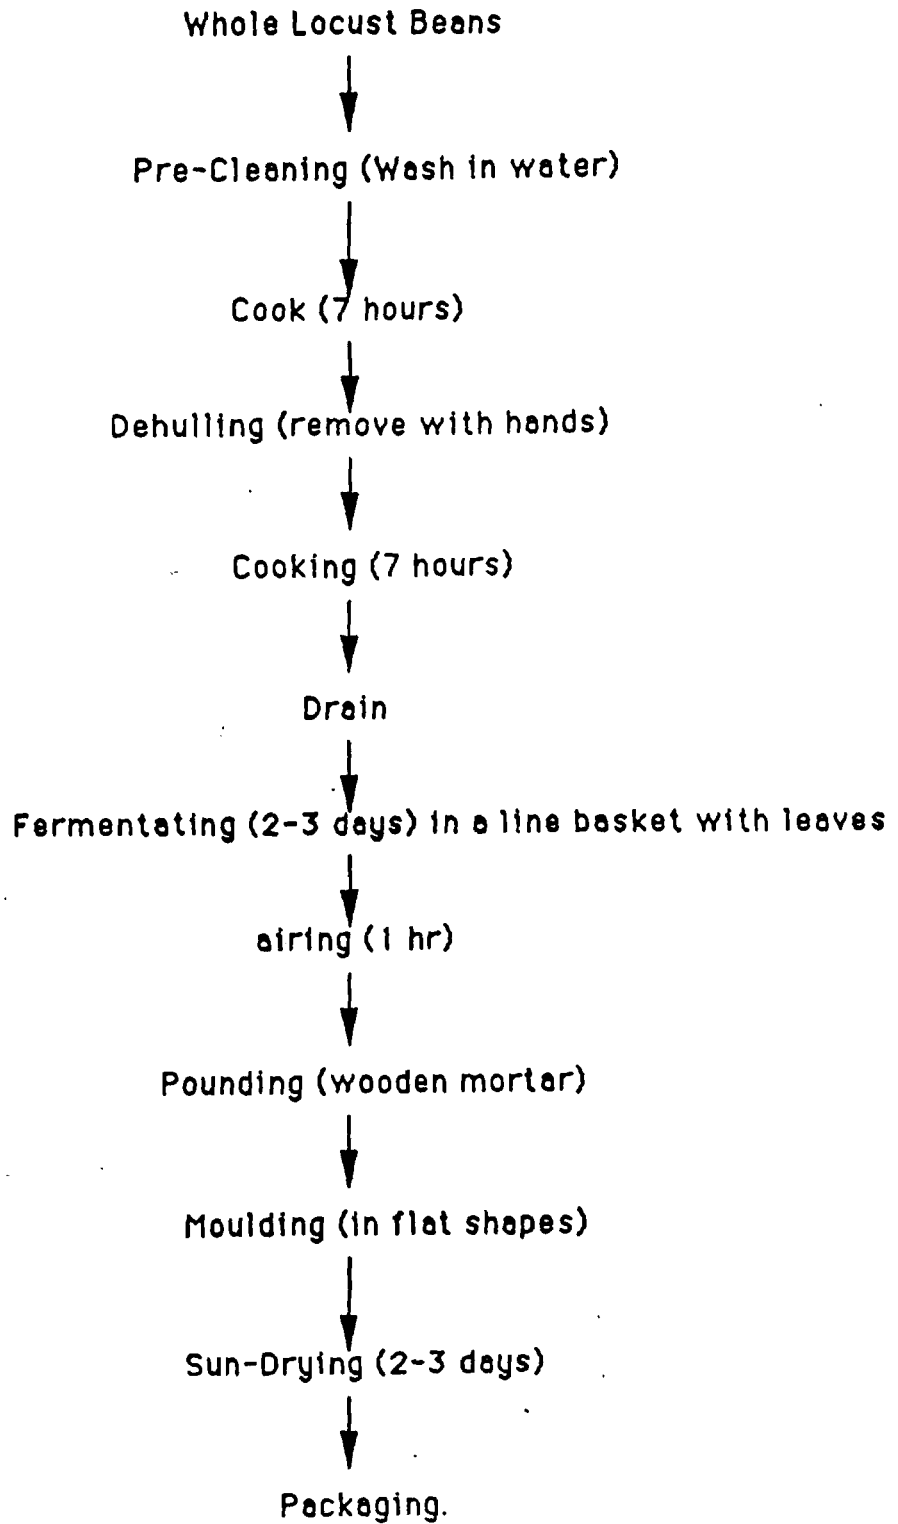 Whole Locust Beans
Pre-Cleaning (Wash in water)
Cook (7 hours)
Dehulling (remove with hands)
Cooking (7 hours)
Drain
Fermentating (2-3 days) in a line basket with leaves
airing (1 hr)
Pounding (wooden mortar)
Moulding (in flat shapes)
Sun-Drying (2-3 days)
Packaging.